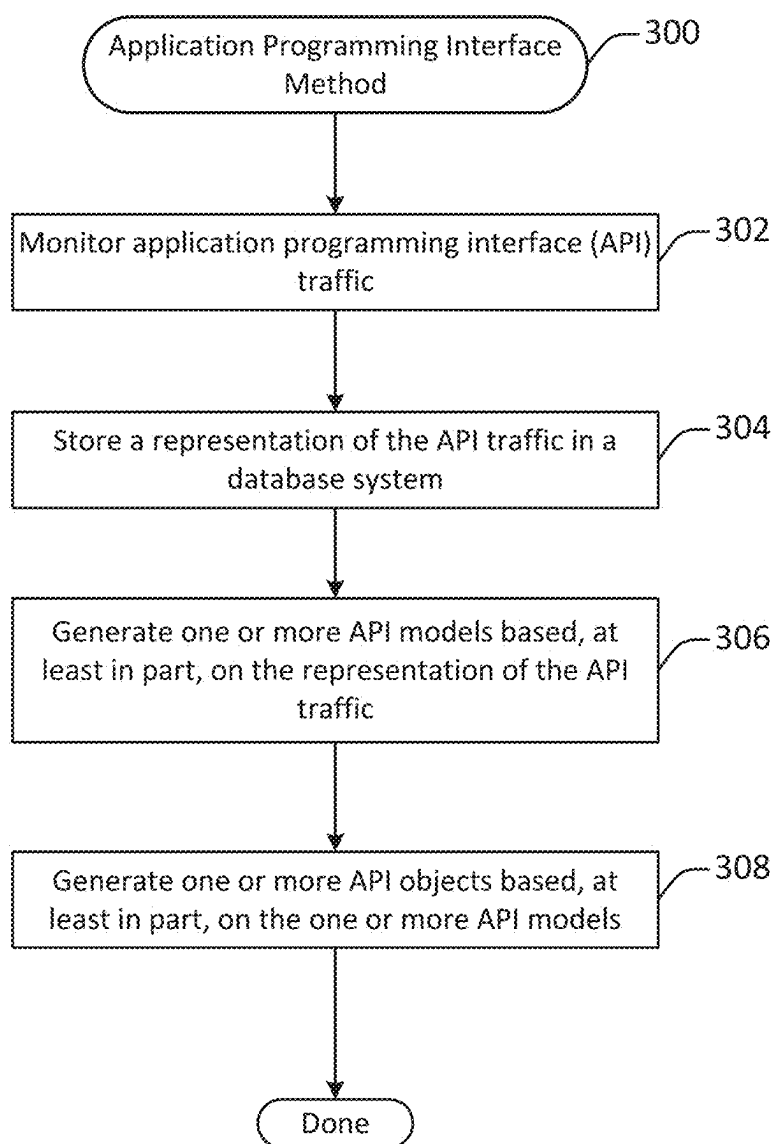 Application Programming Interface
Method
300
Monitor application programming interface (API)
traffic
302
Store a representation of the API traffic in a
database system
304
Generate one or more API models based, at
least in part, on the representation of the API
traffic
306
Generate one or more API objects based, at
least in part, on the one or more API models
308
Done